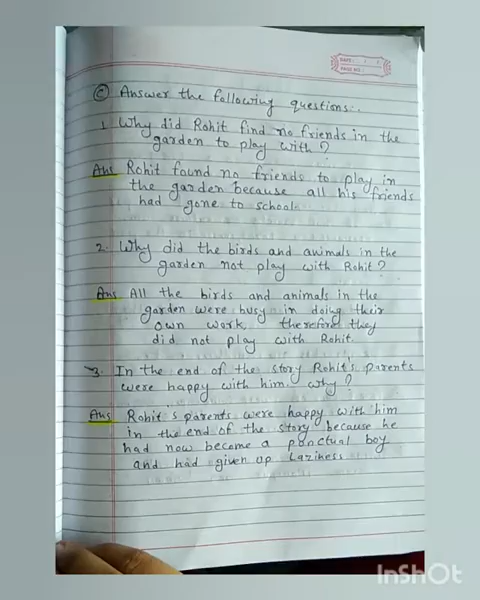 DATE: / /
PAGE NO.:
Ⓒ Answer the following questions:.
1. Why did Rohit find no friends in the
garden to play with?
Ans Rohit found no friends to play in
the garden because all his friends
had gone to school.
2. Why did the birds and animals in the
garden not play with Rohit?
Ans All the birds and animals in the
garden were busy in doing their
own work, therefore they
did not play with Rohit.
3. In the end of the story Rohit's parents
were happy with him. Why?
Ans Rohit's parents were happy with him
in the end of the story because he
had now become a punctual boy
and had given up Laziness
InShOt